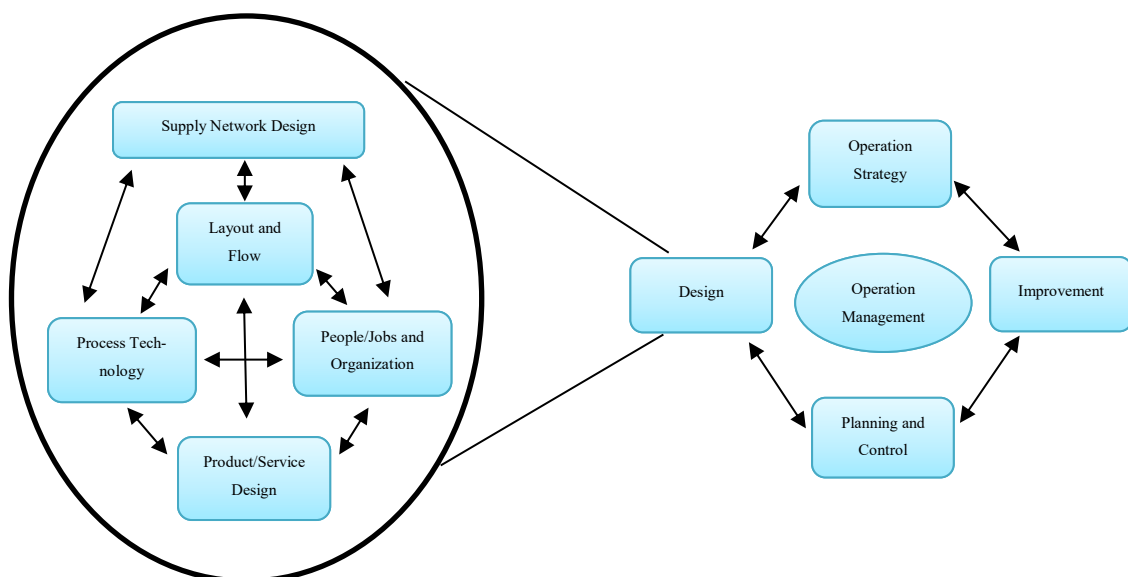 Supply Network Design
Layout and
Flow
Process Tech-
nology
People/Jobs and
Organization
Product/Service
Design
Operation
Strategy
Design
Operation
Management
Improvement
Planning and
Control